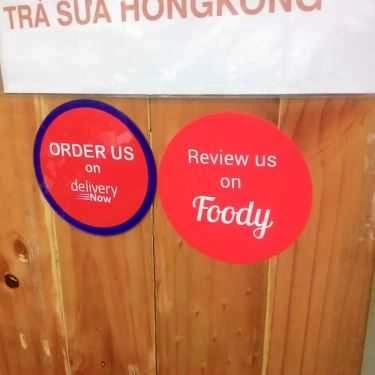 TRÀ SỮA HONGKONG
ORDER US
on
delivery
Now
Review us
on
Foody